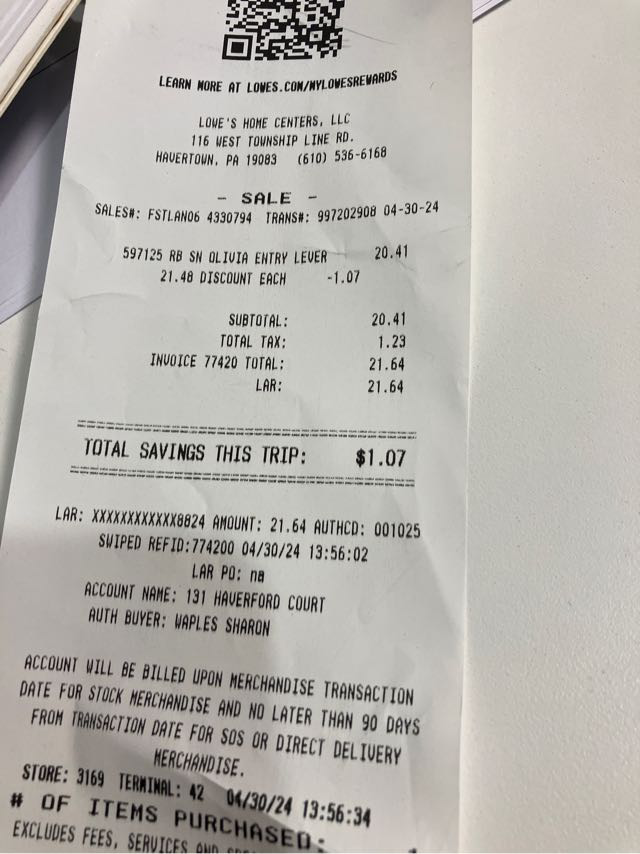 LEARN MORE AT LOWES.COM/MYLOWESREWARDS
LOWE'S HOME CENTERS, LLC
116 WEST TOWNSHIP LINE RD.
HAVERTOWN, PA 19083 (610) 536-6168
- SALE -
SALES#: FSTLAN06 4330794 TRANS#: 997202908 04-30-24
597125 RB SN OLIVIA ENTRY LEVER 20.41
21.48 DISCOUNT EACH -1.07
SUBTOTAL: 20.41
TOTAL TAX: 1.23
INVOICE 77420 TOTAL: 21.64
LAR: 21.64
TOTAL SAVINGS THIS TRIP: $1.07
LAR: XXXXXXXXXXXX8824 AMOUNT: 21.64 AUTHCD: 001025
SWIPED REFID:774200 04/30/24 13:56:02
LAR PO: na
ACCOUNT NAME: 131 HAVERFORD COURT
AUTH BUYER: WAPLES SHARON
ACCOUNT WILL BE BILLED UPON MERCHANDISE TRANSACTION
DATE FOR STOCK MERCHANDISE AND NO LATER THAN 90 DAYS
FROM TRANSACTION DATE FOR SOS OR DIRECT DELIVERY
MERCHANDISE.
STORE: 3169 TERMINAL: 42 04/30/24 13:56:34
# OF ITEMS PURCHASED:
EXCLUDES FEES, SERVICES AND